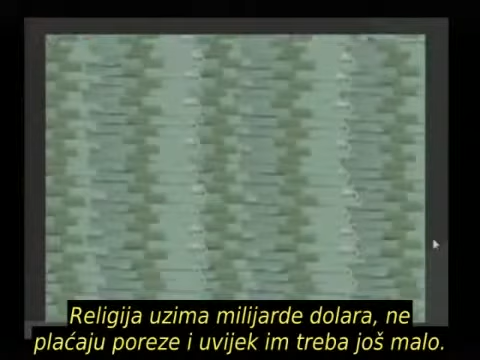 Religija uzima milijarde dolara, ne
plaćaju poreze i uvijek im treba još malo.